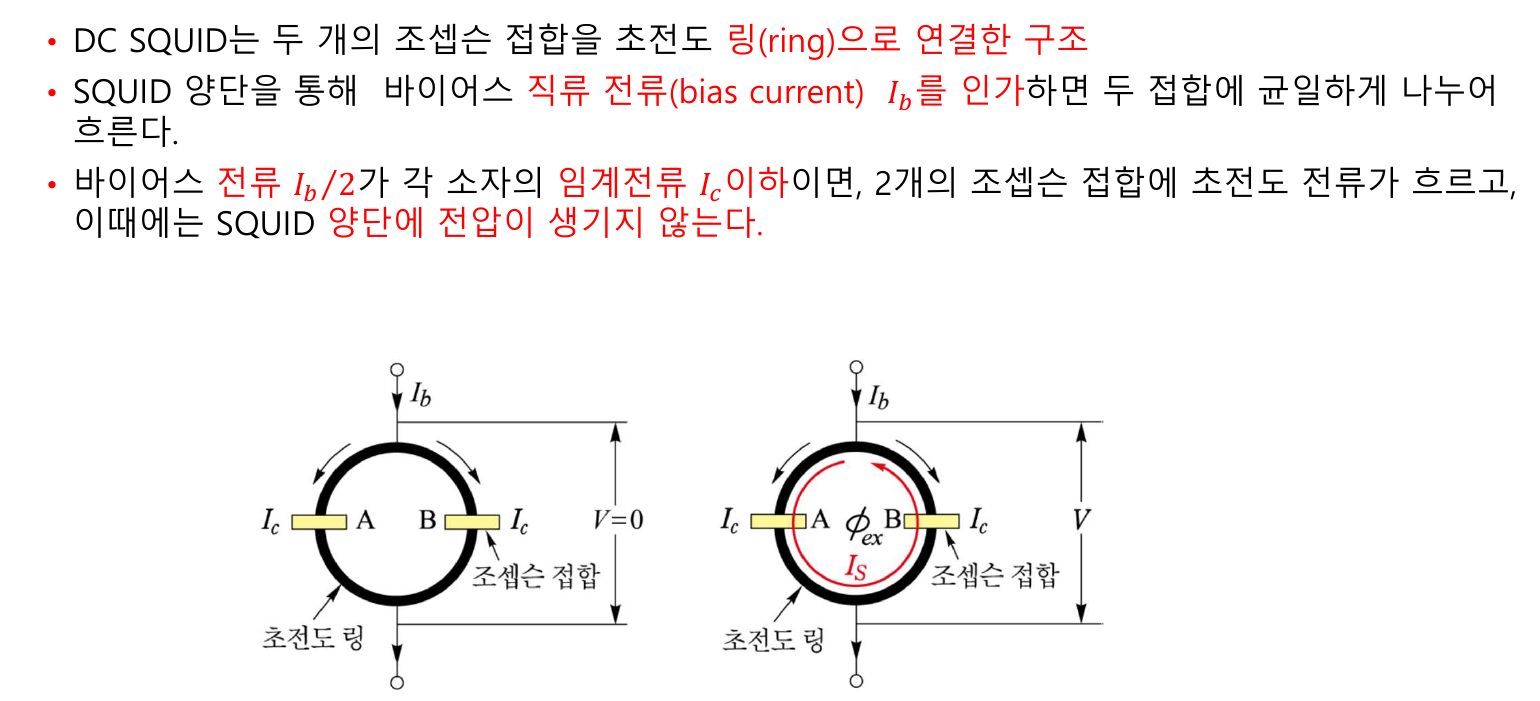 • DC SQUID는 두 개의 조셉슨 접합을 초전도 링(ring)으로 연결한 구조
• SQUID 양단을 통해 바이어스 직류 전류(bias current) I_b를 인가하면 두 접합에 균일하게 나누어
흐른다.
• 바이어스 전류 I_b/2가 각 소자의 임계전류 I_c이하이면, 2개의 조셉슨 접합에 초전도 전류가 흐르고,
이때에는 SQUID 양단에 전압이 생기지 않는다.
I_b
I_c A B I_c V=0
조셉슨 접합
초전도 링
I_b
I_c A ϕ_ex B I_c V
I_S
조셉슨 접합
초전도 링